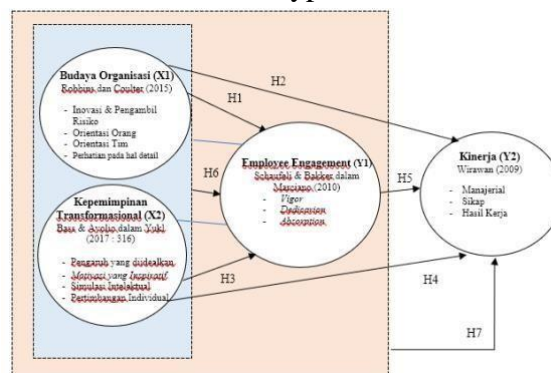 Budaya Organisasi (X1)
Robbins dan Coulter (2015)
- Inovasi & Pengambil
Risiko
- Orientasi Orang
- Orientasi Tim
- Perhatian pada hal detail
Kepemimpinan
Transformasional (X2)
Bass & Avolio dalam Yukl
(2017 : 316)
- Pengaruh yang diidealkan
- Motivasi yang Inspiratif
- Simulasi Intelektual
- Pertimbangan Individual
H1
H2
H6
H3
Employee Engagement (Y1)
Schaufeli & Bakker dalam
Marciano (2010)
- Vigor
- Dedication
- Absorption
H5
H4
Kinerja (Y2)
Wirawan (2009)
- Manajerial
- Sikap
- Hasil Kerja
H7